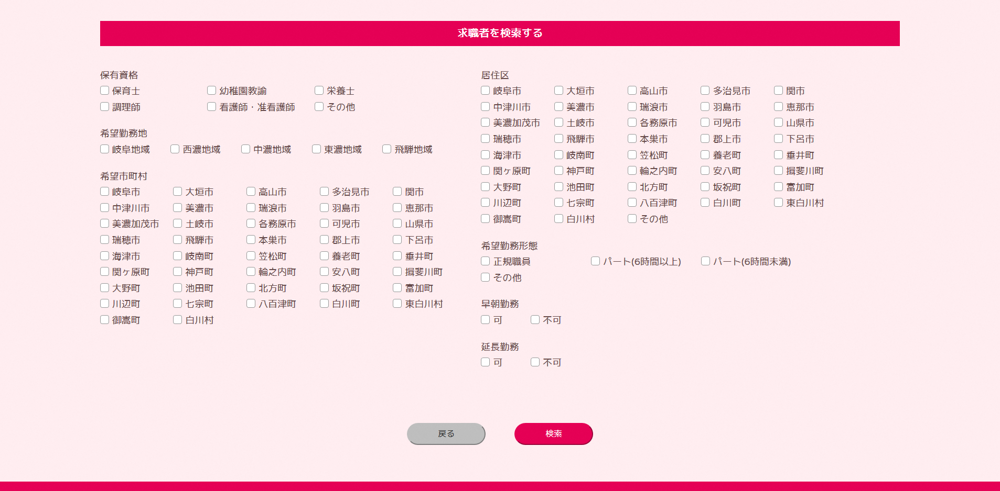 求職者を検索する
保有資格
保育士 幼稚園教諭 栄養士
調理師 看護師・准看護師 その他
希望勤務地
岐阜地域 西濃地域 中濃地域 東濃地域 飛騨地域
希望市町村
岐阜市 大垣市 高山市 多治見市 関市
中津川市 美濃市 瑞浪市 羽島市 恵那市
美濃加茂市 土岐市 各務原市 可児市 山県市
瑞穂市 飛騨市 本巣市 郡上市 下呂市
海津市 岐南町 笠松町 養老町 垂井町
関ヶ原町 神戸町 輪之内町 安八町 揖斐川町
大野町 池田町 北方町 坂祝町 富加町
川辺町 七宗町 八百津町 白川町 東白川村
御嵩町 白川村
居住区
岐阜市 大垣市 高山市 多治見市 関市
中津川市 美濃市 瑞浪市 羽島市 恵那市
美濃加茂市 土岐市 各務原市 可児市 山県市
瑞穂市 飛騨市 本巣市 郡上市 下呂市
海津市 岐南町 笠松町 養老町 垂井町
関ヶ原町 神戸町 輪之内町 安八町 揖斐川町
大野町 池田町 北方町 坂祝町 富加町
川辺町 七宗町 八百津町 白川町 東白川村
御嵩町 白川村 その他
希望勤務形態
正規職員 パート(6時間以上) パート(6時間未満)
その他
早朝勤務
可 不可
延長勤務
可 不可
戻る 検索